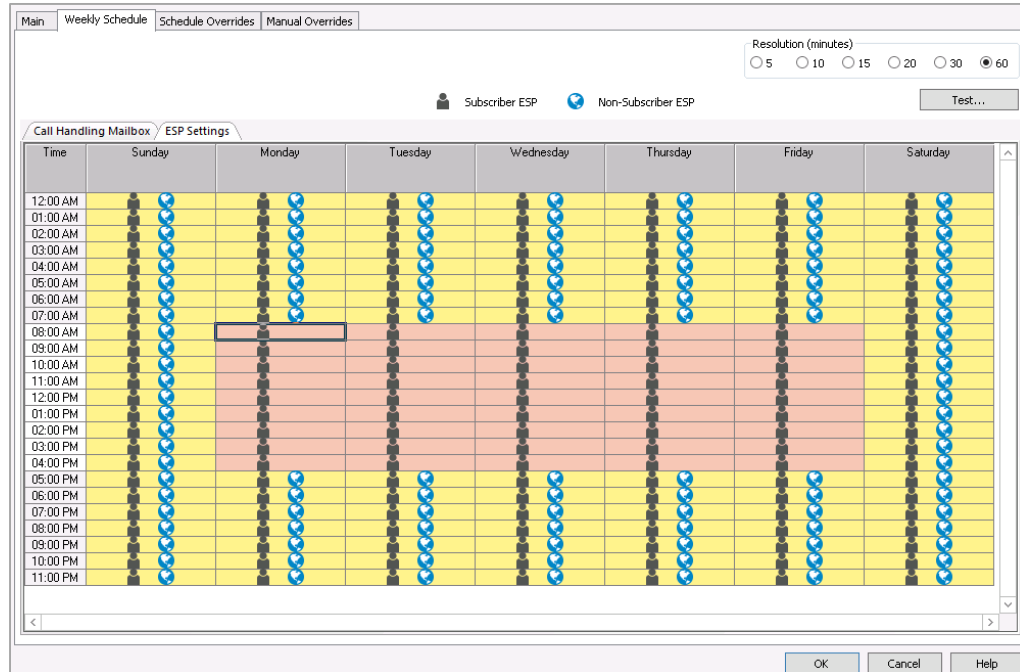 Main Weekly Schedule Schedule Overrides Manual Overrides
Resolution (minutes)
5 10 15 20 30 60
Subscriber ESP Non-Subscriber ESP Test...
Call Handling Mailbox ESP Settings
Time Sunday Monday Tuesday Wednesday Thursday Friday Saturday
12:00 AM
01:00 AM
02:00 AM
03:00 AM
04:00 AM
05:00 AM
06:00 AM
07:00 AM
08:00 AM
09:00 AM
10:00 AM
11:00 AM
12:00 PM
01:00 PM
02:00 PM
03:00 PM
04:00 PM
05:00 PM
06:00 PM
07:00 PM
08:00 PM
09:00 PM
10:00 PM
11:00 PM
OK Cancel Help